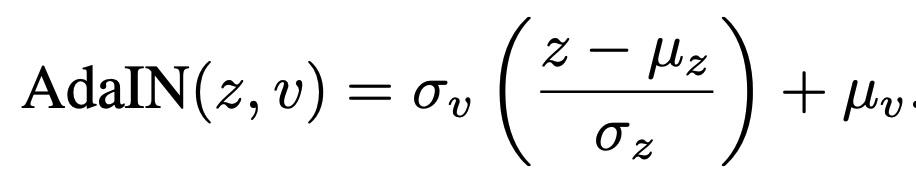 AdaIN(z, v) = σ_v ( (z − μ_z) / σ_z ) + μ_v.